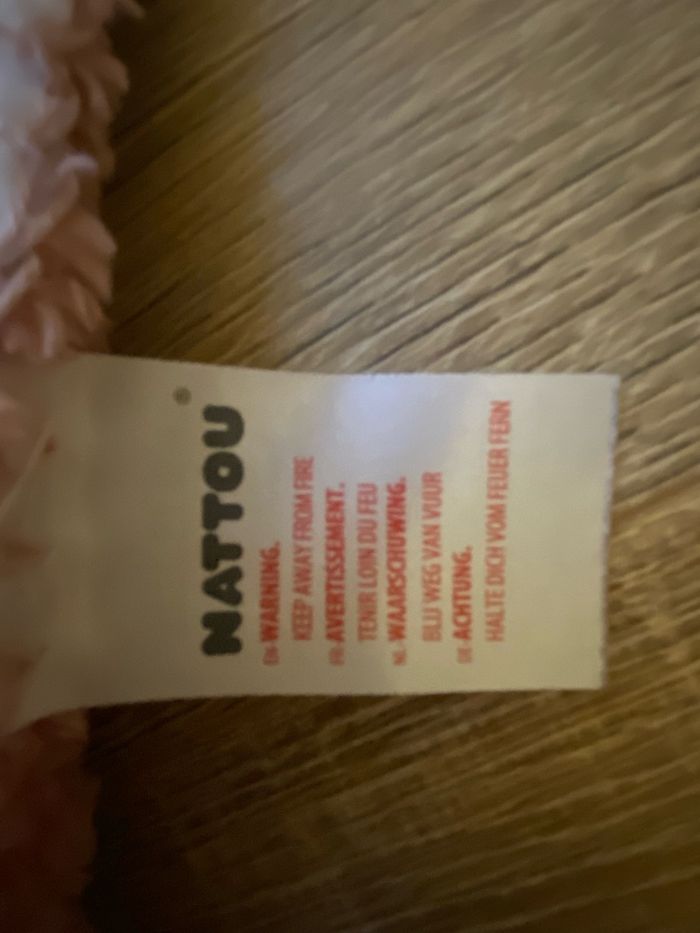 NATTOU®
EN-WARNING.
KEEP AWAY FROM FIRE
FR-AVERTISSEMENT.
TENIR LOIN DU FEU
NL-WAARSCHUWING.
BLIJ WEG VAN VUUR
DE-ACHTUNG.
HALTE DICH VOM FEUER FERN